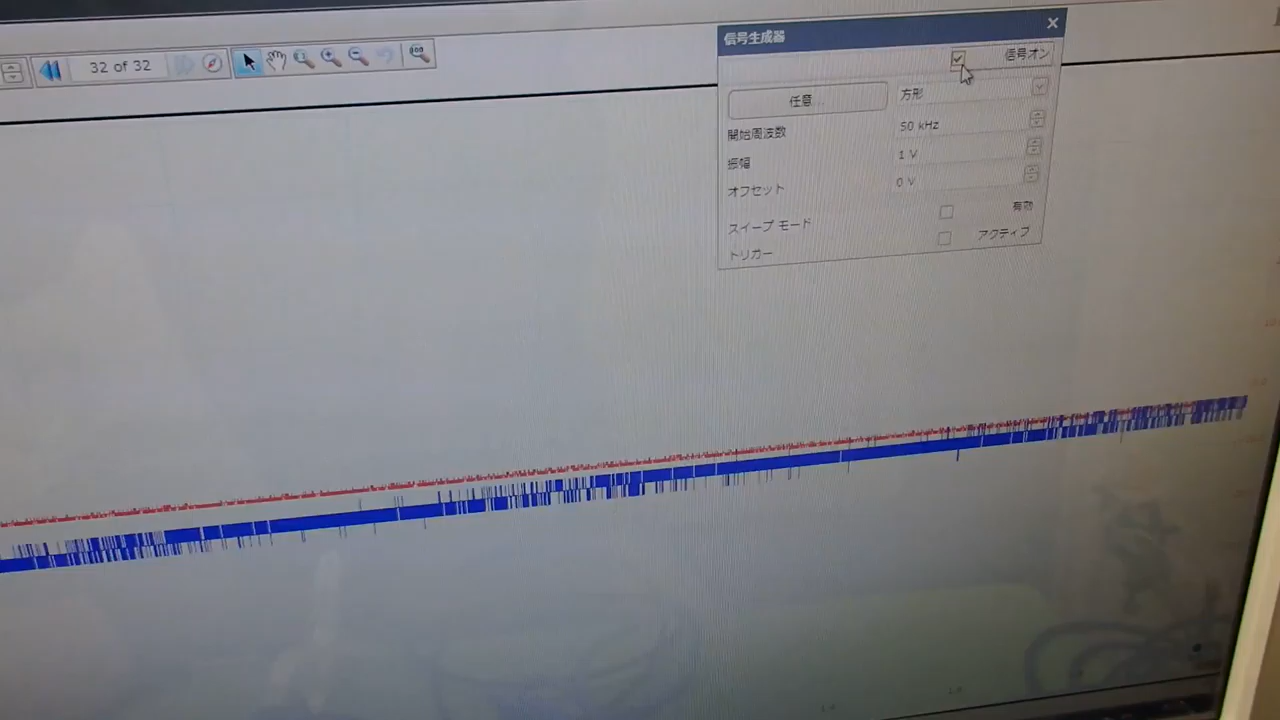 信号生成器
32 of 32
信号オン
任意...
方形
開始周波数
50 kHz
振幅
1 V
オフセット
0 V
スイープ モード
有効
トリガー
アクティブ